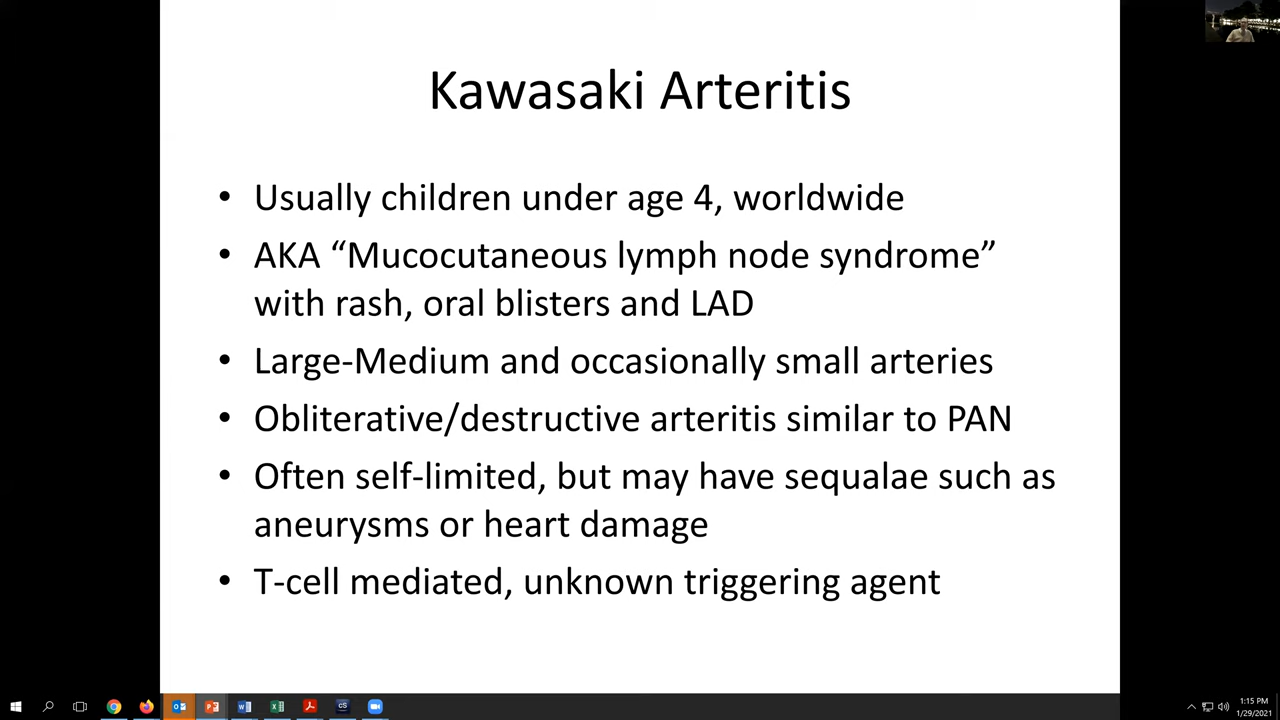 Kawasaki Arteritis
• Usually children under age 4, worldwide
• AKA “Mucocutaneous lymph node syndrome”
with rash, oral blisters and LAD
• Large-Medium and occasionally small arteries
• Obliterative/destructive arteritis similar to PAN
• Often self-limited, but may have sequalae such as
aneurysms or heart damage
• T-cell mediated, unknown triggering agent
1:15 PM
1/29/2021